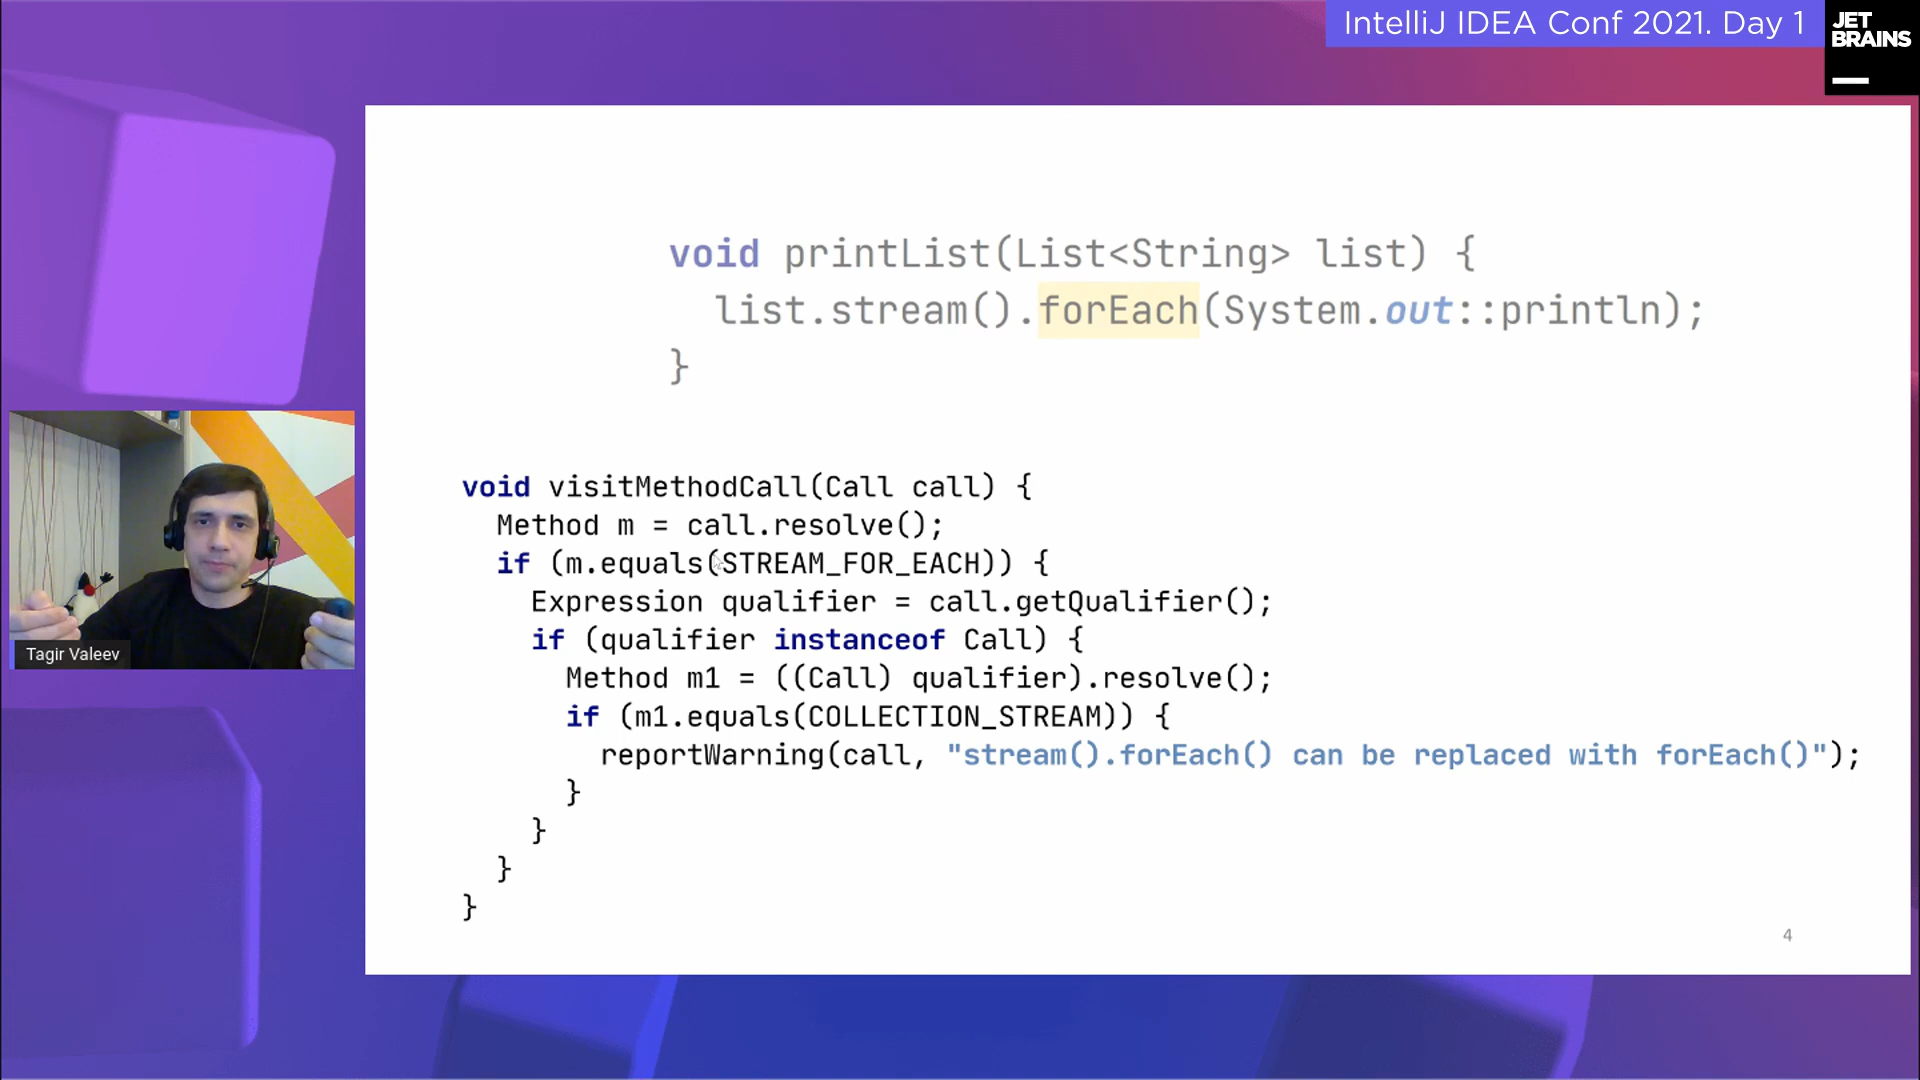 IntelliJ IDEA Conf 2021. Day 1
JET
BRAINS
void printList(List<String> list) {
  list.stream().forEach(System.out::println);
}
void visitMethodCall(Call call) {
  Method m = call.resolve();
  if (m.equals(STREAM_FOR_EACH)) {
    Expression qualifier = call.getQualifier();
    if (qualifier instanceof Call) {
      Method m1 = ((Call) qualifier).resolve();
      if (m1.equals(COLLECTION_STREAM)) {
        reportWarning(call, "stream().forEach() can be replaced with forEach()");
      }
    }
  }
}
Tagir Valeev
4